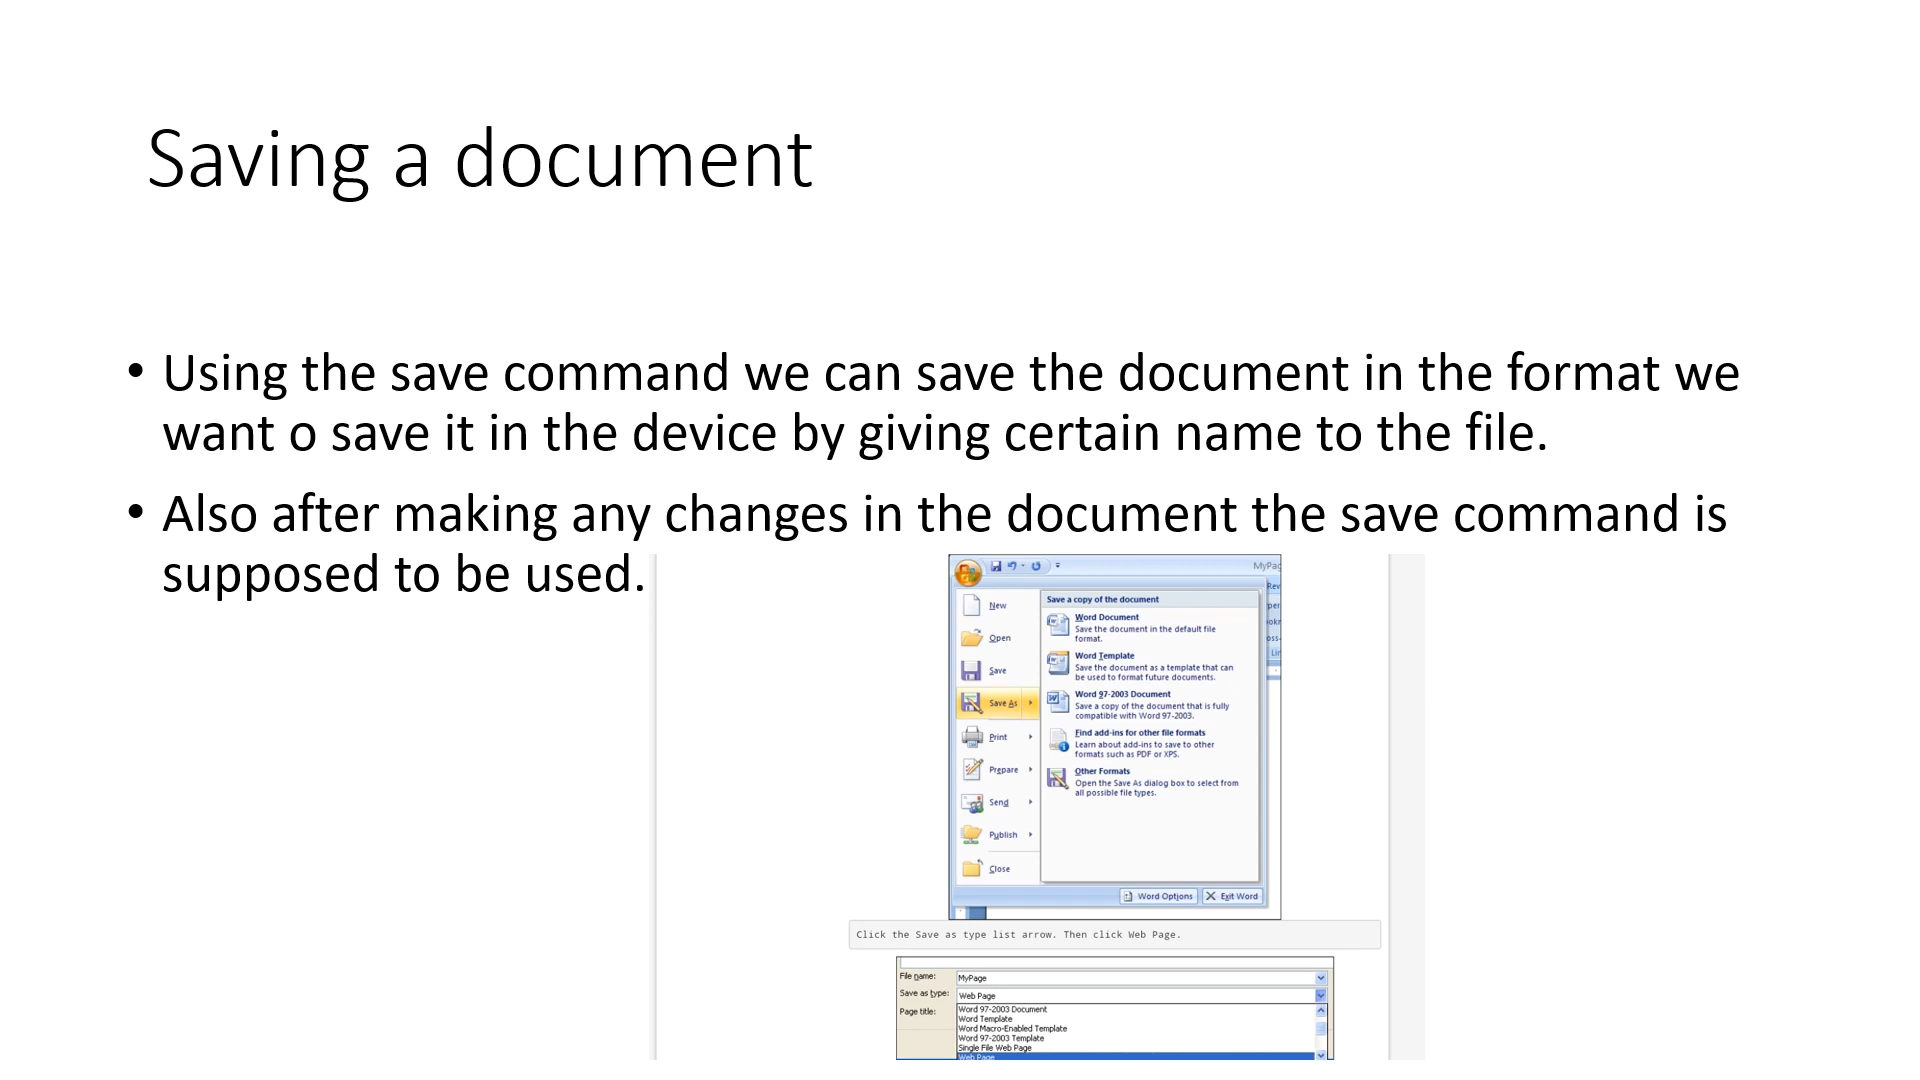 Saving a document
• Using the save command we can save the document in the format we
want o save it in the device by giving certain name to the file.
• Also after making any changes in the document the save command is
supposed to be used.
MyPag
New
Open
Save
Save As
Print
Prepare
Send
Publish
Close
Save a copy of the document
Word Document
Save the document in the default file
format.
Word Template
Save the document as a template that can
be used to format future documents.
Word 97-2003 Document
Save a copy of the document that is fully
compatible with Word 97-2003.
Find add-ins for other file formats
Learn about add-ins to save to other
formats such as PDF or XPS.
Other Formats
Open the Save As dialog box to select from
all possible file types.
Rev
Word Options
Exit Word
Click the Save as type list arrow. Then click Web Page.
File name: MyPage
Save as type: Web Page
Page title:
Word 97-2003 Document
Word Template
Word Macro-Enabled Template
Word 97-2003 Template
Single File Web Page
Web Page